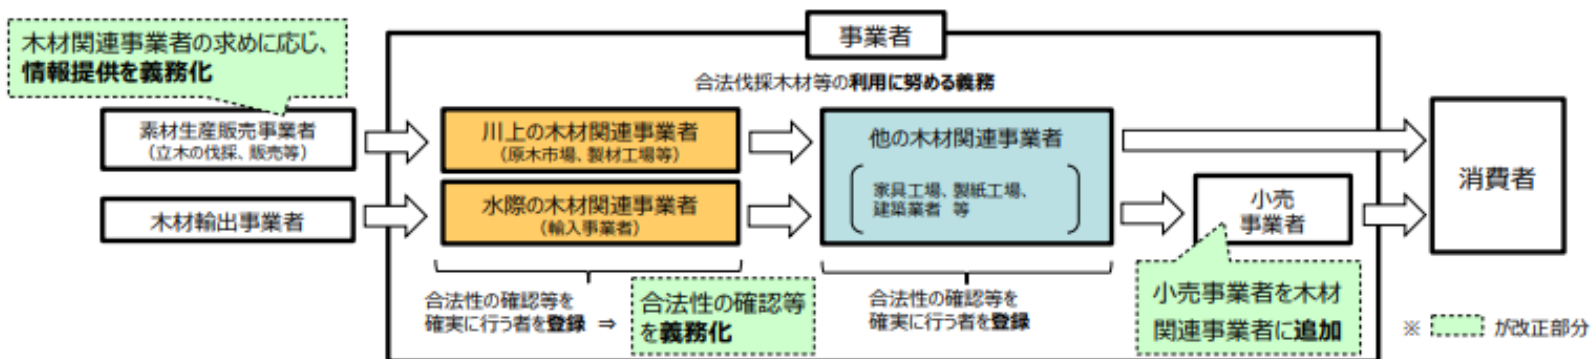 木材関連事業者の求めに応じ、
情報提供を義務化
事業者
合法伐採木材等の利用に努める義務
素材生産販売事業者
（立木の伐採、販売等）
川上の木材関連事業者
（原木市場、製材工場等）
他の木材関連事業者
家具工場、製紙工場、
建築業者 等
木材輸出事業者
水際の木材関連事業者
（輸入事業者）
小売
事業者
消費者
合法性の確認等を
確実に行う者を登録 ⇒
合法性の確認等
を義務化
合法性の確認等を
確実に行う者を登録
小売事業者を木材
関連事業者に追加
※ が改正部分